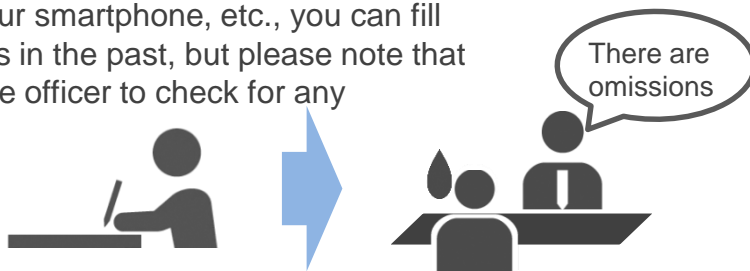 ur smartphone, etc., you can fill
s in the past, but please note that
e officer to check for any
There are
omissions